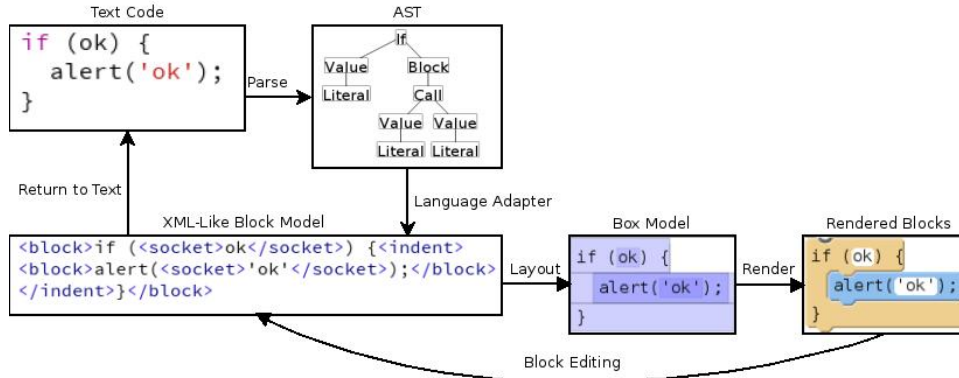 Text Code
if (ok) {
alert('ok');
}
Parse
AST
If
Value Block
Literal Call
Value Value
Literal Literal
Return to Text
Language Adapter
XML-Like Block Model
<block>if (<socket>ok</socket>) {<indent>
<block>alert(<socket>'ok'</socket>);</block>
</indent>}</block>
Layout
Box Model
if (ok) {
alert('ok');
}
Render
Rendered Blocks
if (ok) {
alert('ok');
}
Block Editing